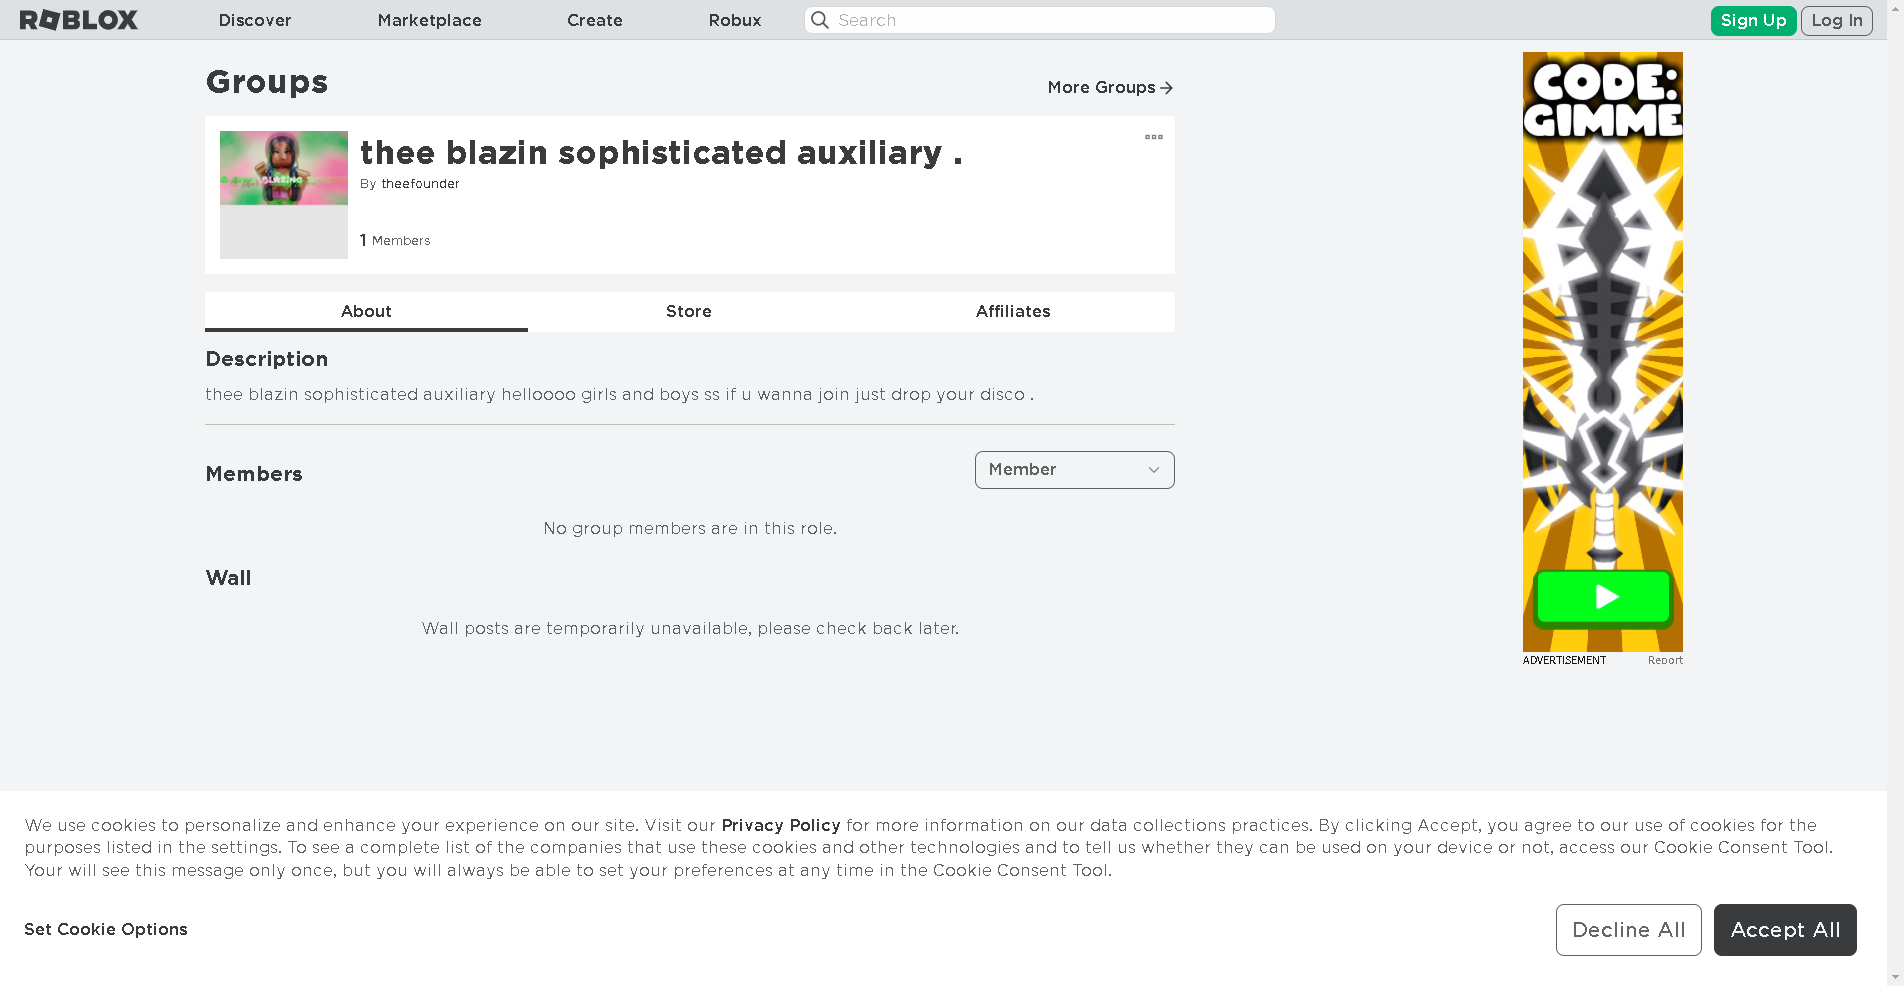 ROBLOX
Discover
Marketplace
Create
Robux
Search
Sign Up
Log In
Groups
More Groups
thee blazin sophisticated auxiliary .
By theefounder
1 Members
About
Store
Affiliates
Description
thee blazin sophisticated auxiliary helloooo girls and boys ss if u wanna join just drop your disco .
Members
Member
No group members are in this role.
Wall
Wall posts are temporarily unavailable, please check back later.
CODE:
GIMME
ADVERTISEMENT
Report
We use cookies to personalize and enhance your experience on our site. Visit our Privacy Policy for more information on our data collections practices. By clicking Accept, you agree to our use of cookies for the
purposes listed in the settings. To see a complete list of the companies that use these cookies and other technologies and to tell us whether they can be used on your device or not, access our Cookie Consent Tool.
Your will see this message only once, but you will always be able to set your preferences at any time in the Cookie Consent Tool.
Set Cookie Options
Decline All
Accept All